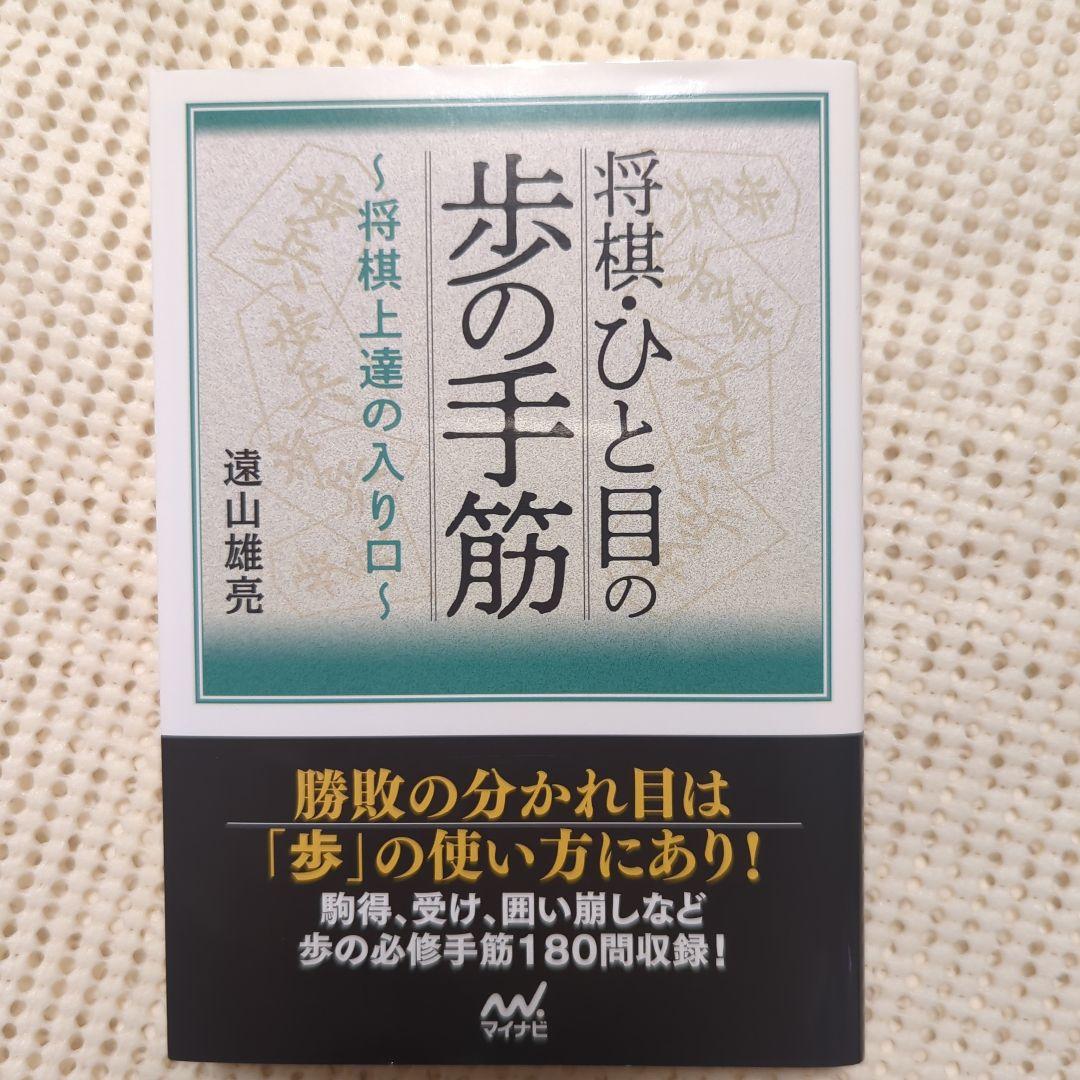 将棋・ひと目の
歩の手筋
〜将棋上達の入り口〜
遠山雄亮
勝敗の分かれ目は
「歩」の使い方にあり!
駒得、受け、囲い崩しなど
歩の必修手筋180問収録!
マイナビ